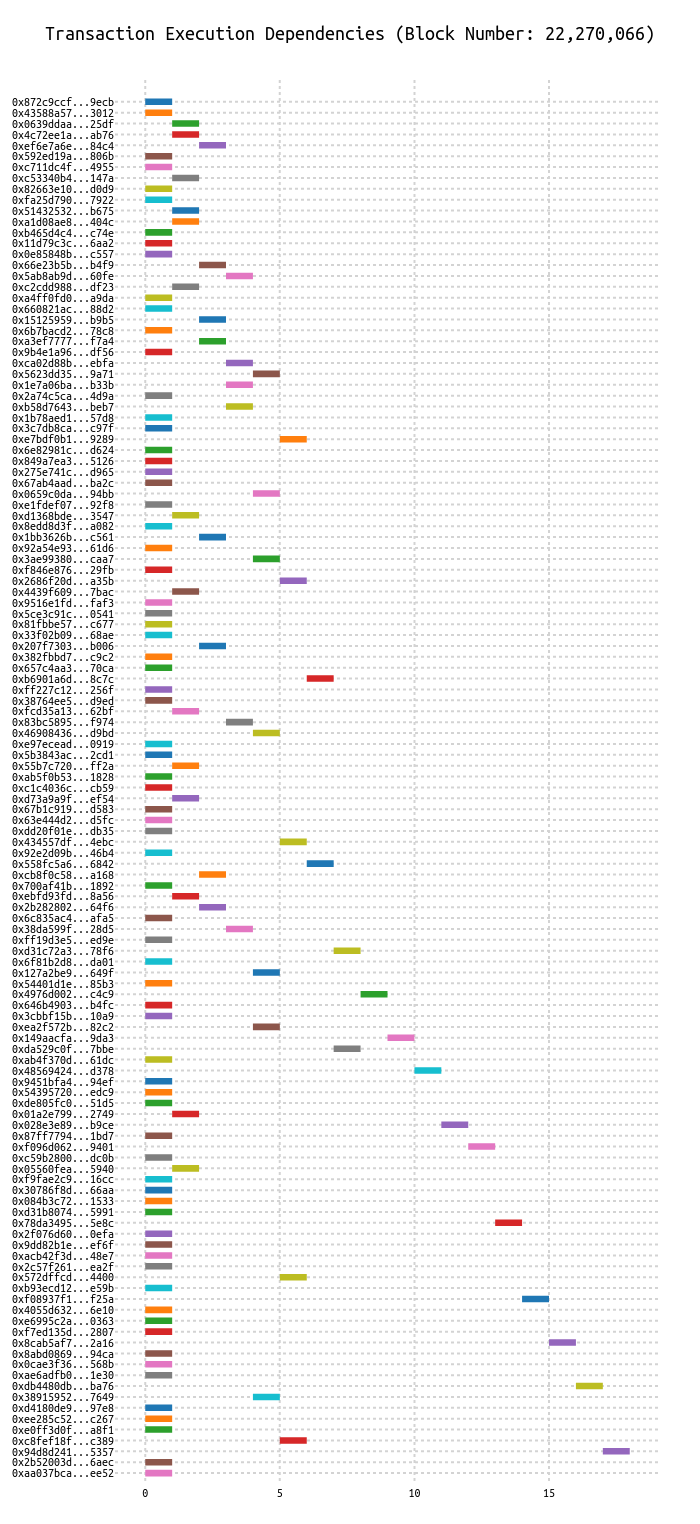 Transaction Execution Dependencies (Block Number: 22,270,066)
0x872c9ccf...9ecb
0x43588a57...3012
0x0639ddaa...25df
0x4c72ee1a...ab76
0xef6e7a6e...84c4
0x592ed19a...806b
0xc711dc4f...4955
0xc53340b4...147a
0x82663e10...d0d9
0xfa25d790...7922
0x51432532...b675
0xa1d08ae8...404c
0xb465d4c4...c74e
0x11d79c3c...6aa2
0x0e85848b...c557
0x66e23b5b...b4f9
0x5ab8ab9d...60fe
0xc2cdd988...df23
0xa4ff0fd0...a9da
0x660821ac...88d2
0x15125959...b9b5
0x6b7bacd2...78c8
0xa3ef7777...f7a4
0x9b4e1a96...df56
0xca02d88b...ebfa
0x5623dd35...9a71
0x1e7a06ba...b33b
0x2a74c5ca...4d9a
0xb58d7643...beb7
0x1b78aed1...57d8
0x3c7db8ca...c97f
0xe7bdf0b1...9289
0x6e82981c...d624
0x849a7ea3...5126
0x275e741c...d965
0x67ab4aad...ba2c
0x0659c0da...94bb
0xe1fdef07...92f8
0xd1368bde...3547
0x8edd8d3f...a082
0x1bb3626b...c561
0x92a54e93...61d6
0x3ae99380...caa7
0xf846e876...29fb
0x2686f20d...a35b
0x4439f609...7bac
0x9516e1fd...faf3
0x5ce3c91c...0541
0x81fbbe57...c677
0x33f02b09...68ae
0x207f7303...b006
0x382fbbd7...c9c2
0x657c4aa3...70ca
0xb6901a6d...8c7c
0xff227c12...256f
0x38764ee5...d9ed
0xfcd35a13...62bf
0x83bc5895...f974
0x46908436...d9bd
0xe97ecead...0919
0x5b3843ac...2cd1
0x55b7c720...ff2a
0xab5f0b53...1828
0xc1c4036c...cb59
0xd73a9a9f...ef54
0x67b1c919...d583
0x63e444d2...d5fc
0xdd20f01e...db35
0x434557df...4ebc
0x92e2d09b...46b4
0x558fc5a6...6842
0xcb8f0c58...a168
0x700af41b...1892
0xebfd93fd...8a56
0x2b282802...64f6
0x6c835ac4...afa5
0x38da599f...28d5
0xff19d3e5...ed9e
0xd31c72a3...78f6
0x6f81b2d8...da01
0x127a2be9...649f
0x54401d1e...85b3
0x4976d002...c4c9
0x646b4903...b4fc
0x3cbbf15b...10a9
0xea2f572b...82c2
0x149aacfa...9da3
0xda529c0f...7bbe
0xab4f370d...61dc
0x48569424...d378
0x9451bfa4...94ef
0x54395720...edc9
0xde805fc0...51d5
0x01a2e799...2749
0x028e3e89...b9ce
0x87ff7794...1bd7
0xf096d062...9401
0xc59b2800...dc0b
0x05560fea...5940
0xf9fae2c9...16cc
0x30786f8d...66aa
0x084b3c72...1533
0xd31b8074...5991
0x78da3495...5e8c
0x2f076d60...0efa
0x9dd82b1e...ef6f
0xacb42f3d...48e7
0x2c57f261...ea2f
0x572dffcd...4400
0xb93ecd12...e59b
0xf08937f1...f25a
0x4055d632...6e10
0xe6995c2a...0363
0xf7ed135d...2807
0x8cab5af7...2a16
0x8abd0869...94ca
0x0cae3f36...568b
0xae6adfb0...1e30
0xdb4480db...ba76
0x38915952...7649
0xd4180de9...97e8
0xee285c52...c267
0xe0ff3d0f...a8f1
0xc8fef18f...c389
0x94d8d241...5357
0x2b52003d...6aec
0xaa037bca...ee52
0 5 10 15